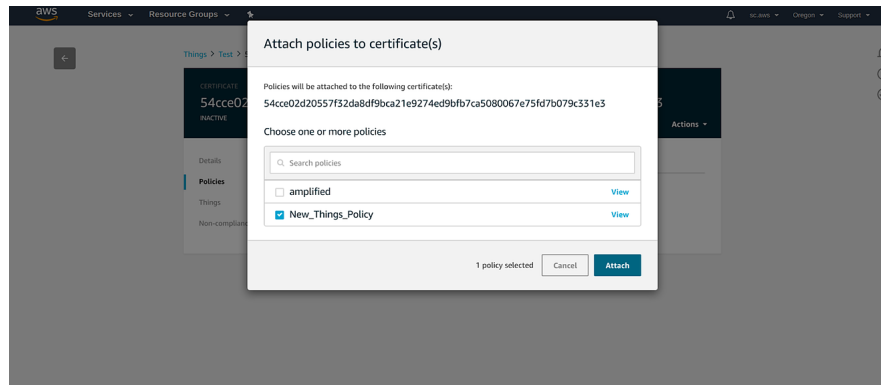 aws Services Resource Groups sc.aws Oregon Support
Things > Test >
CERTIFICATE
54cce02
INACTIVE
Actions
Details
Policies
Things
Attach policies to certificate(s)
Policies will be attached to the following certificate(s):
54cce02d20557f32da8df9bca21e9274ed9bfb7ca5080067e75fd7b079c331e3
Choose one or more policies
Search policies
amplified View
New_Things_Policy View
1 policy selected Cancel Attach